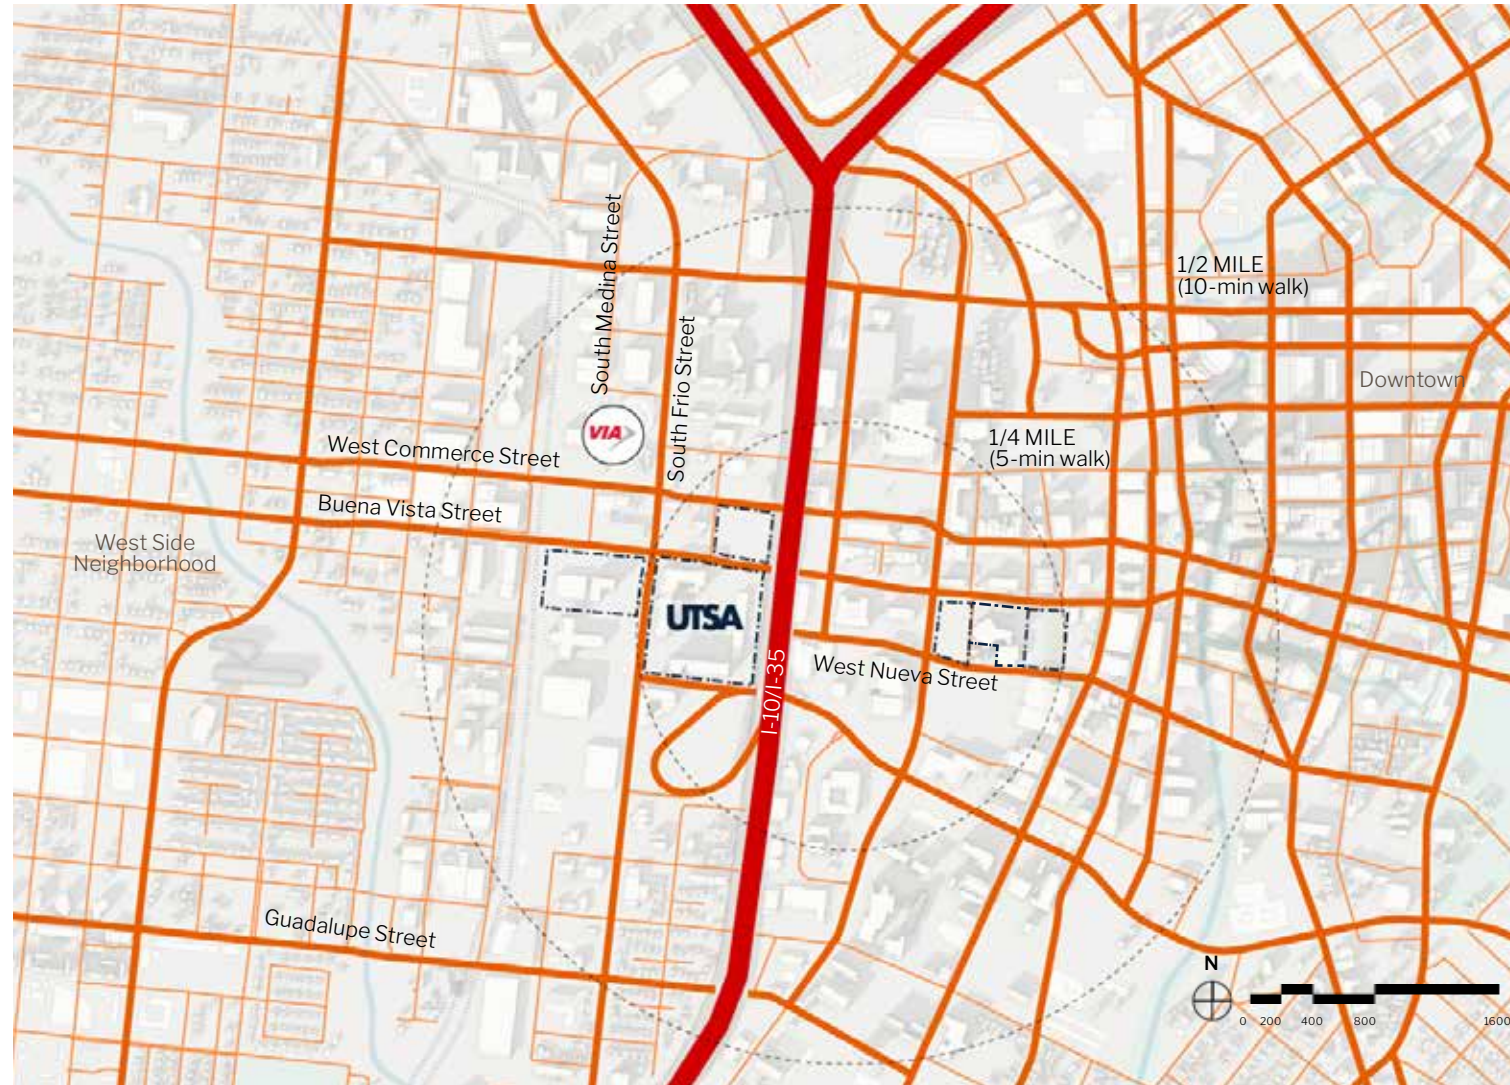 South Medina Street
1/2 MILE
(10-min walk)
South Frio Street
Downtown
VIA
1/4 MILE
(5-min walk)
West Commerce Street
Buena Vista Street
West Side
Neighborhood
UTSA
I-10/I-35
West Nueva Street
Guadalupe Street
N
0 200 400 800 1600